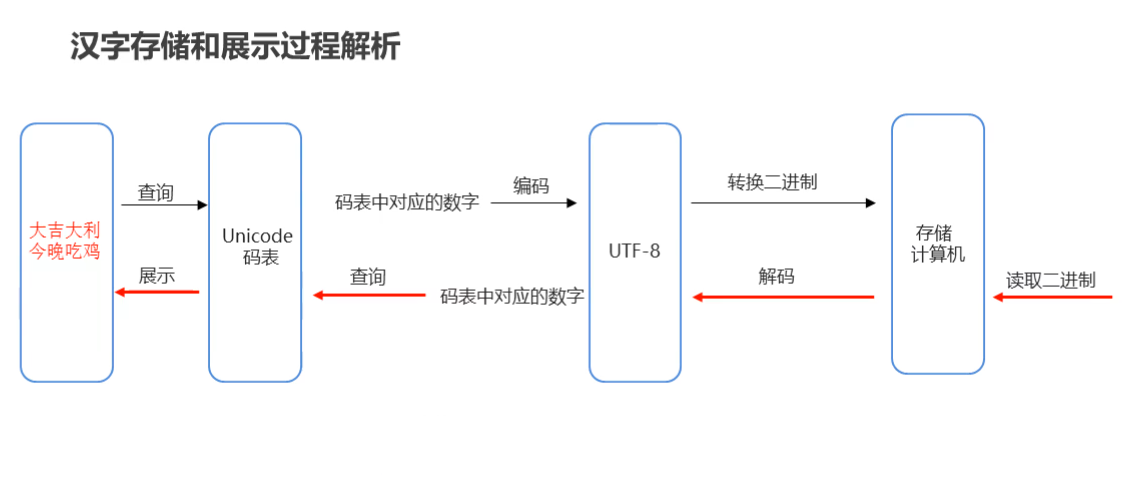 汉字存储和展示过程解析
大吉大利
今晚吃鸡
查询
展示
Unicode
码表
码表中对应的数字
编码
查询
码表中对应的数字
UTF-8
转换二进制
解码
存储
计算机
读取二进制